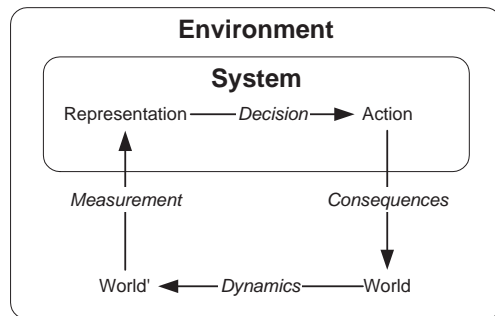 Environment
System
Representation Decision Action
Measurement Consequences
World' Dynamics World